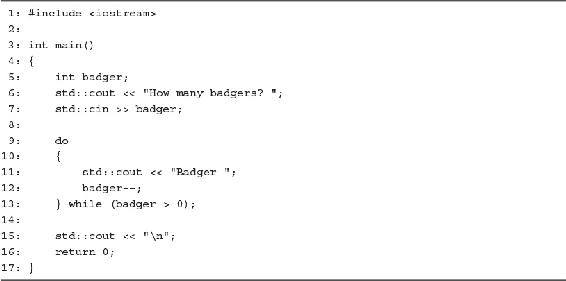 1: #include <iostream>
2:
3: int main()
4: {
5:     int badger;
6:     std::cout << "How many badgers? ";
7:     std::cin >> badger;
8:
9:     do
10:     {
11:         std::cout << "Badger ";
12:         badger--;
13:     } while (badger > 0);
14:
15:     std::cout << "\n";
16:     return 0;
17: }